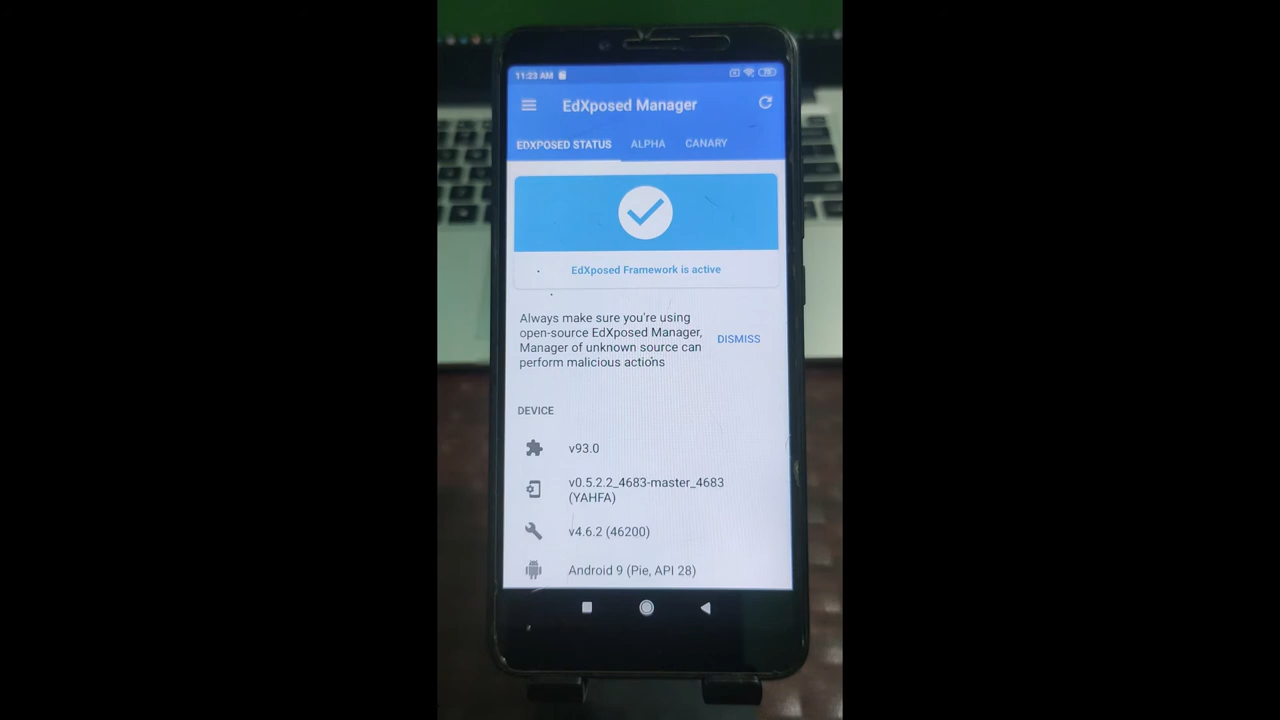 11:23 AM
EdXposed Manager
EDXPOSED STATUS ALPHA CANARY
EdXposed Framework is active
Always make sure you're using
open-source EdXposed Manager,
Manager of unknown source can
perform malicious actions
DISMISS
DEVICE
v93.0
v0.5.2.2_4683-master_4683
(YAHFA)
v4.6.2 (46200)
Android 9 (Pie, API 28)